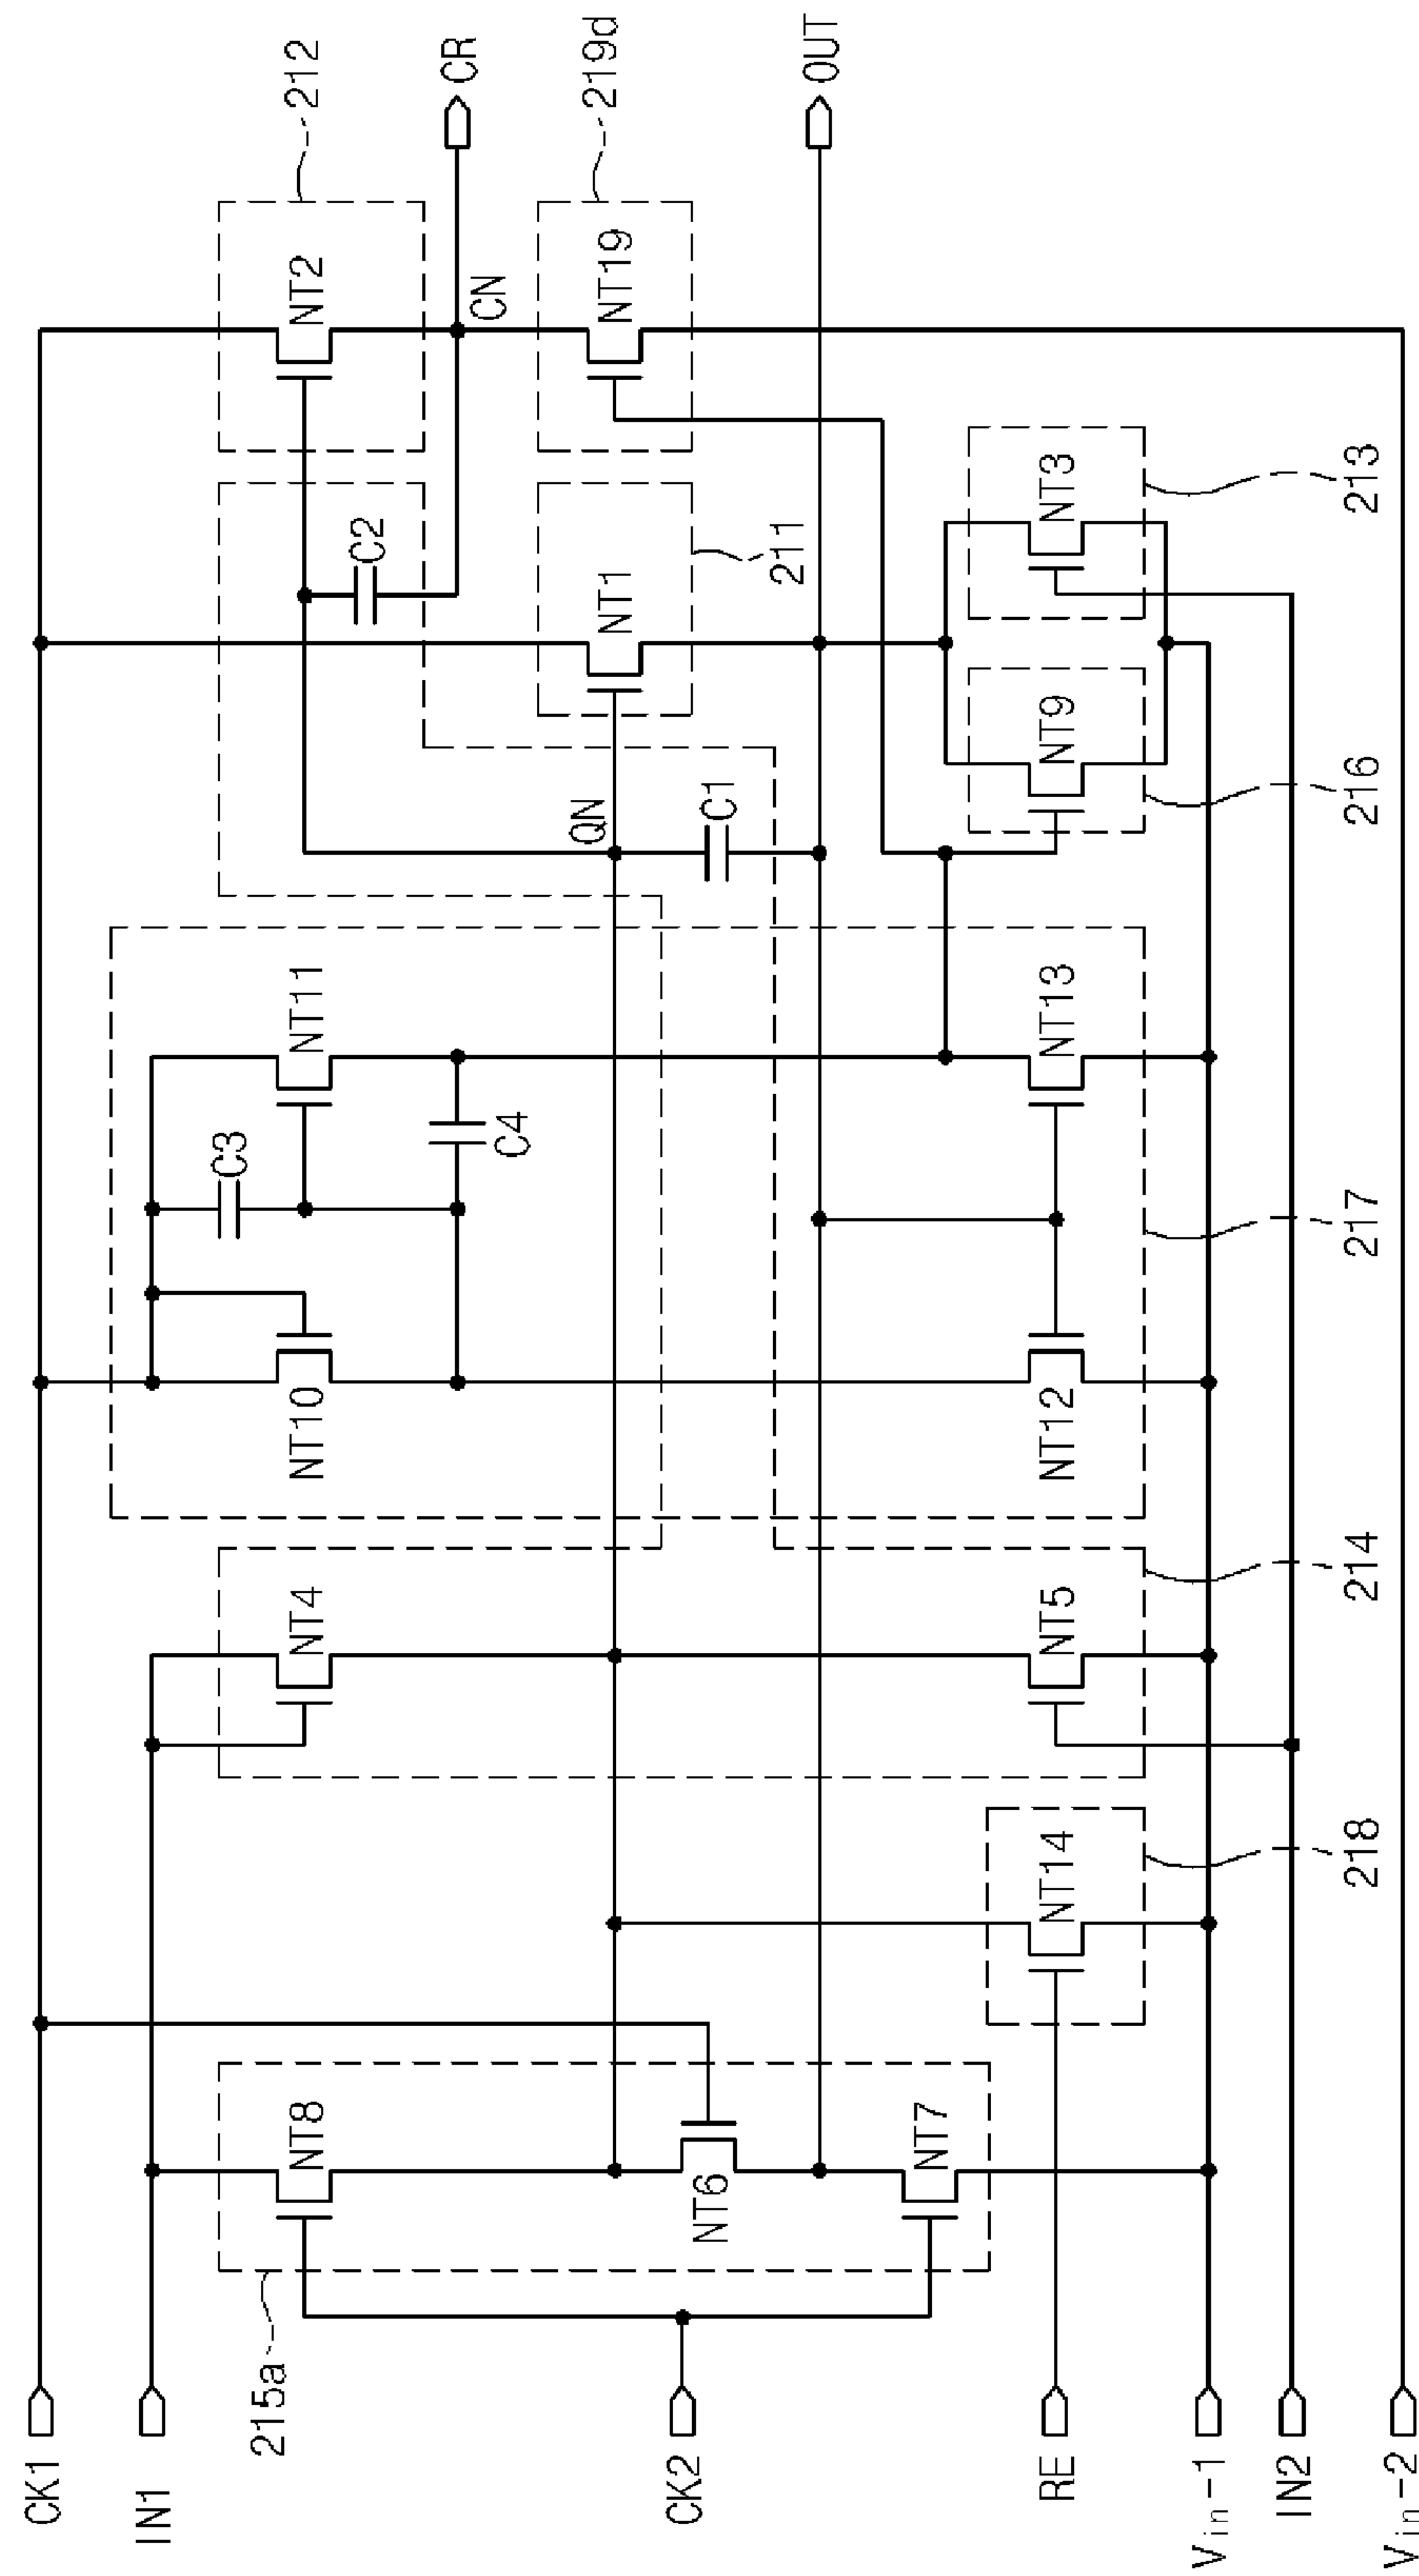 CK1
IN1
CK2
RE
Vin-1
IN2
Vin-2
215a
NT8
NT6
NT7
NT14
218
NT4
NT5
214
NT10
NT12
C3
C4
NT11
NT13
217
QN
C1
NT9
216
NT1
211
C2
NT3
213
NT2
CN
NT19
212
219d
CR
OUT